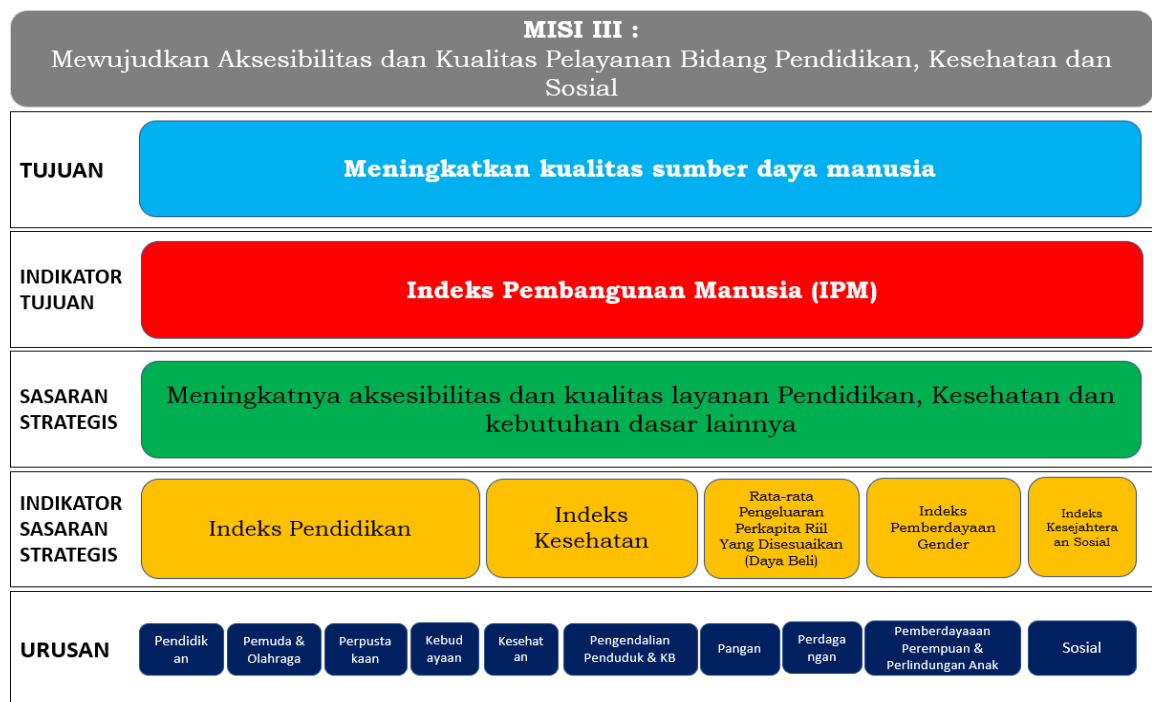 MISI III :
Mewujudkan Aksesibilitas dan Kualitas Pelayanan Bidang Pendidikan, Kesehatan dan
Sosial
TUJUAN
Meningkatkan kualitas sumber daya manusia
INDIKATOR
TUJUAN
Indeks Pembangunan Manusia (IPM)
SASARAN
STRATEGIS
Meningkatnya aksesibilitas dan kualitas layanan Pendidikan, Kesehatan dan
kebutuhan dasar lainnya
INDIKATOR
SASARAN
STRATEGIS
Indeks Pendidikan
Indeks
Kesehatan
Rata-rata
Pengeluaran
Perkapita Riil
Yang Disesuaikan
(Daya Beli)
Indeks
Pemberdayaan
Gender
Indeks
Kesejahtera
an Sosial
URUSAN
Pendidik
an
Pemuda &
Olahraga
Perpusta
kaan
Kebud
ayaan
Kesehat
an
Pengendalian
Penduduk & KB
Pangan
Perdaga
ngan
Pemberdayaaan
Perempuan &
Perlindungan Anak
Sosial